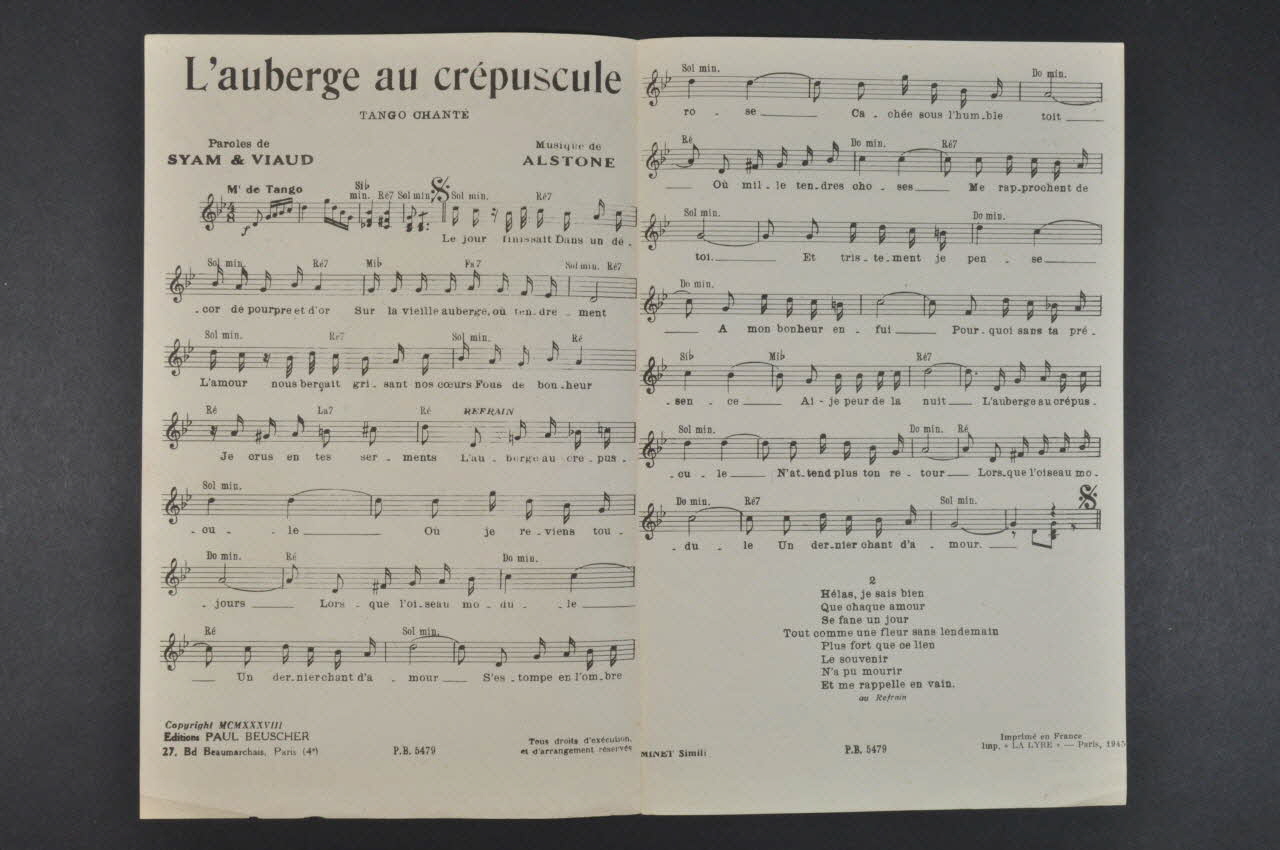 L'auberge au crépuscule
TANGO CHANTÉ
Paroles de
SYAM & VIAUD
Musique de
ALSTONE
Mt de Tango
Si♭ min. Ré7 Sol min. Sol min. Ré7
Le jour finissait Dans un dé -
Sol min. Ré7 Mi♭ Fa7 Sol min. Ré7
- cor de pourpre et d'or Sur la vieille auberge, où ten - dre - ment
Sol min. Ré7 Sol min. Ré
L'amour nous berçait gri - sant nos cœurs Fous de bon - heur
Ré La7 Ré REFRAIN
Je crus en tes ser - ments L'au - berge au cré - pus -
Sol min.
- cu - le Où je re - viens tou -
Do min. Ré Do min.
- jours Lors - que l'oi - seau mo - du - le
Ré Sol min.
Un der - nier chant d'a - mour S'es - tompe en l'om - bre
Copyright MCMXXXVIII
Editions PAUL BEUSCHER
27, Bd Beaumarchais, Paris (4e)
P.B. 5479
Tous droits d'exécution,
et d'arrangement réservés
Sol min. Do min.
ro - se Ca - chée sous l'hum - ble toit
Ré Do min. Ré7
Où mil - le ten - dres cho - ses Me rap - prochent de
Sol min. Do min.
toi. Et tris - te - ment je pen - se
Do min.
A mon bonheur en - fui Pour - quoi sans ta pré -
Si♭ Mi♭ Ré7
- sen - ce Ai - je peur de la nuit L'auberge au crépus -
Sol min. Do min. Ré
- cu - le N'at - tend plus ton re - tour Lors - que l'oiseau mo -
Do min. Ré7 Sol min.
- du - le Un der - nier chant d'a - mour.
2
Hélas, je sais bien
Que chaque amour
Se fane un jour
Tout comme une fleur sans lendemain
Plus fort que ce lien
Le souvenir
N'a pu mourir
Et me rappelle en vain.
au Refrain
MINET Simili
P.B. 5479
Imprimé en France
Imp. « LA LYRE » — Paris, 1945